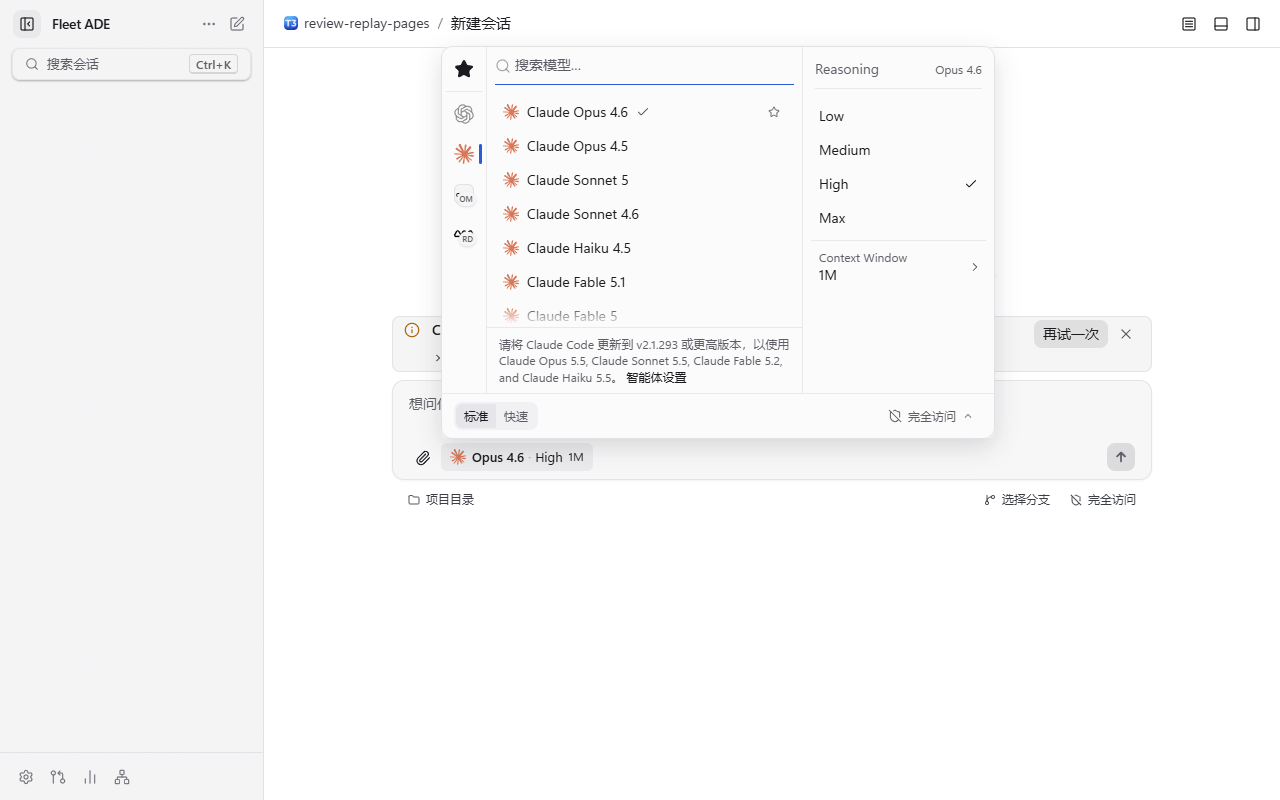 Fleet ADE
搜索会话
Ctrl+K
T3 review-replay-pages / 新建会话
搜索模型...
Claude Opus 4.6
Claude Opus 4.5
Claude Sonnet 5
Claude Sonnet 4.6
Claude Haiku 4.5
Claude Fable 5.1
Claude Fable 5
OM
RD
请将 Claude Code 更新到 v2.1.293 或更高版本，以使用
Claude Opus 5.5, Claude Sonnet 5.5, Claude Fable 5.2,
and Claude Haiku 5.5。 智能体设置
Reasoning
Opus 4.6
Low
Medium
High
Max
Context Window
1M
标准
快速
完全访问
再试一次
想问
Opus 4.6 · High 1M
项目目录
选择分支
完全访问